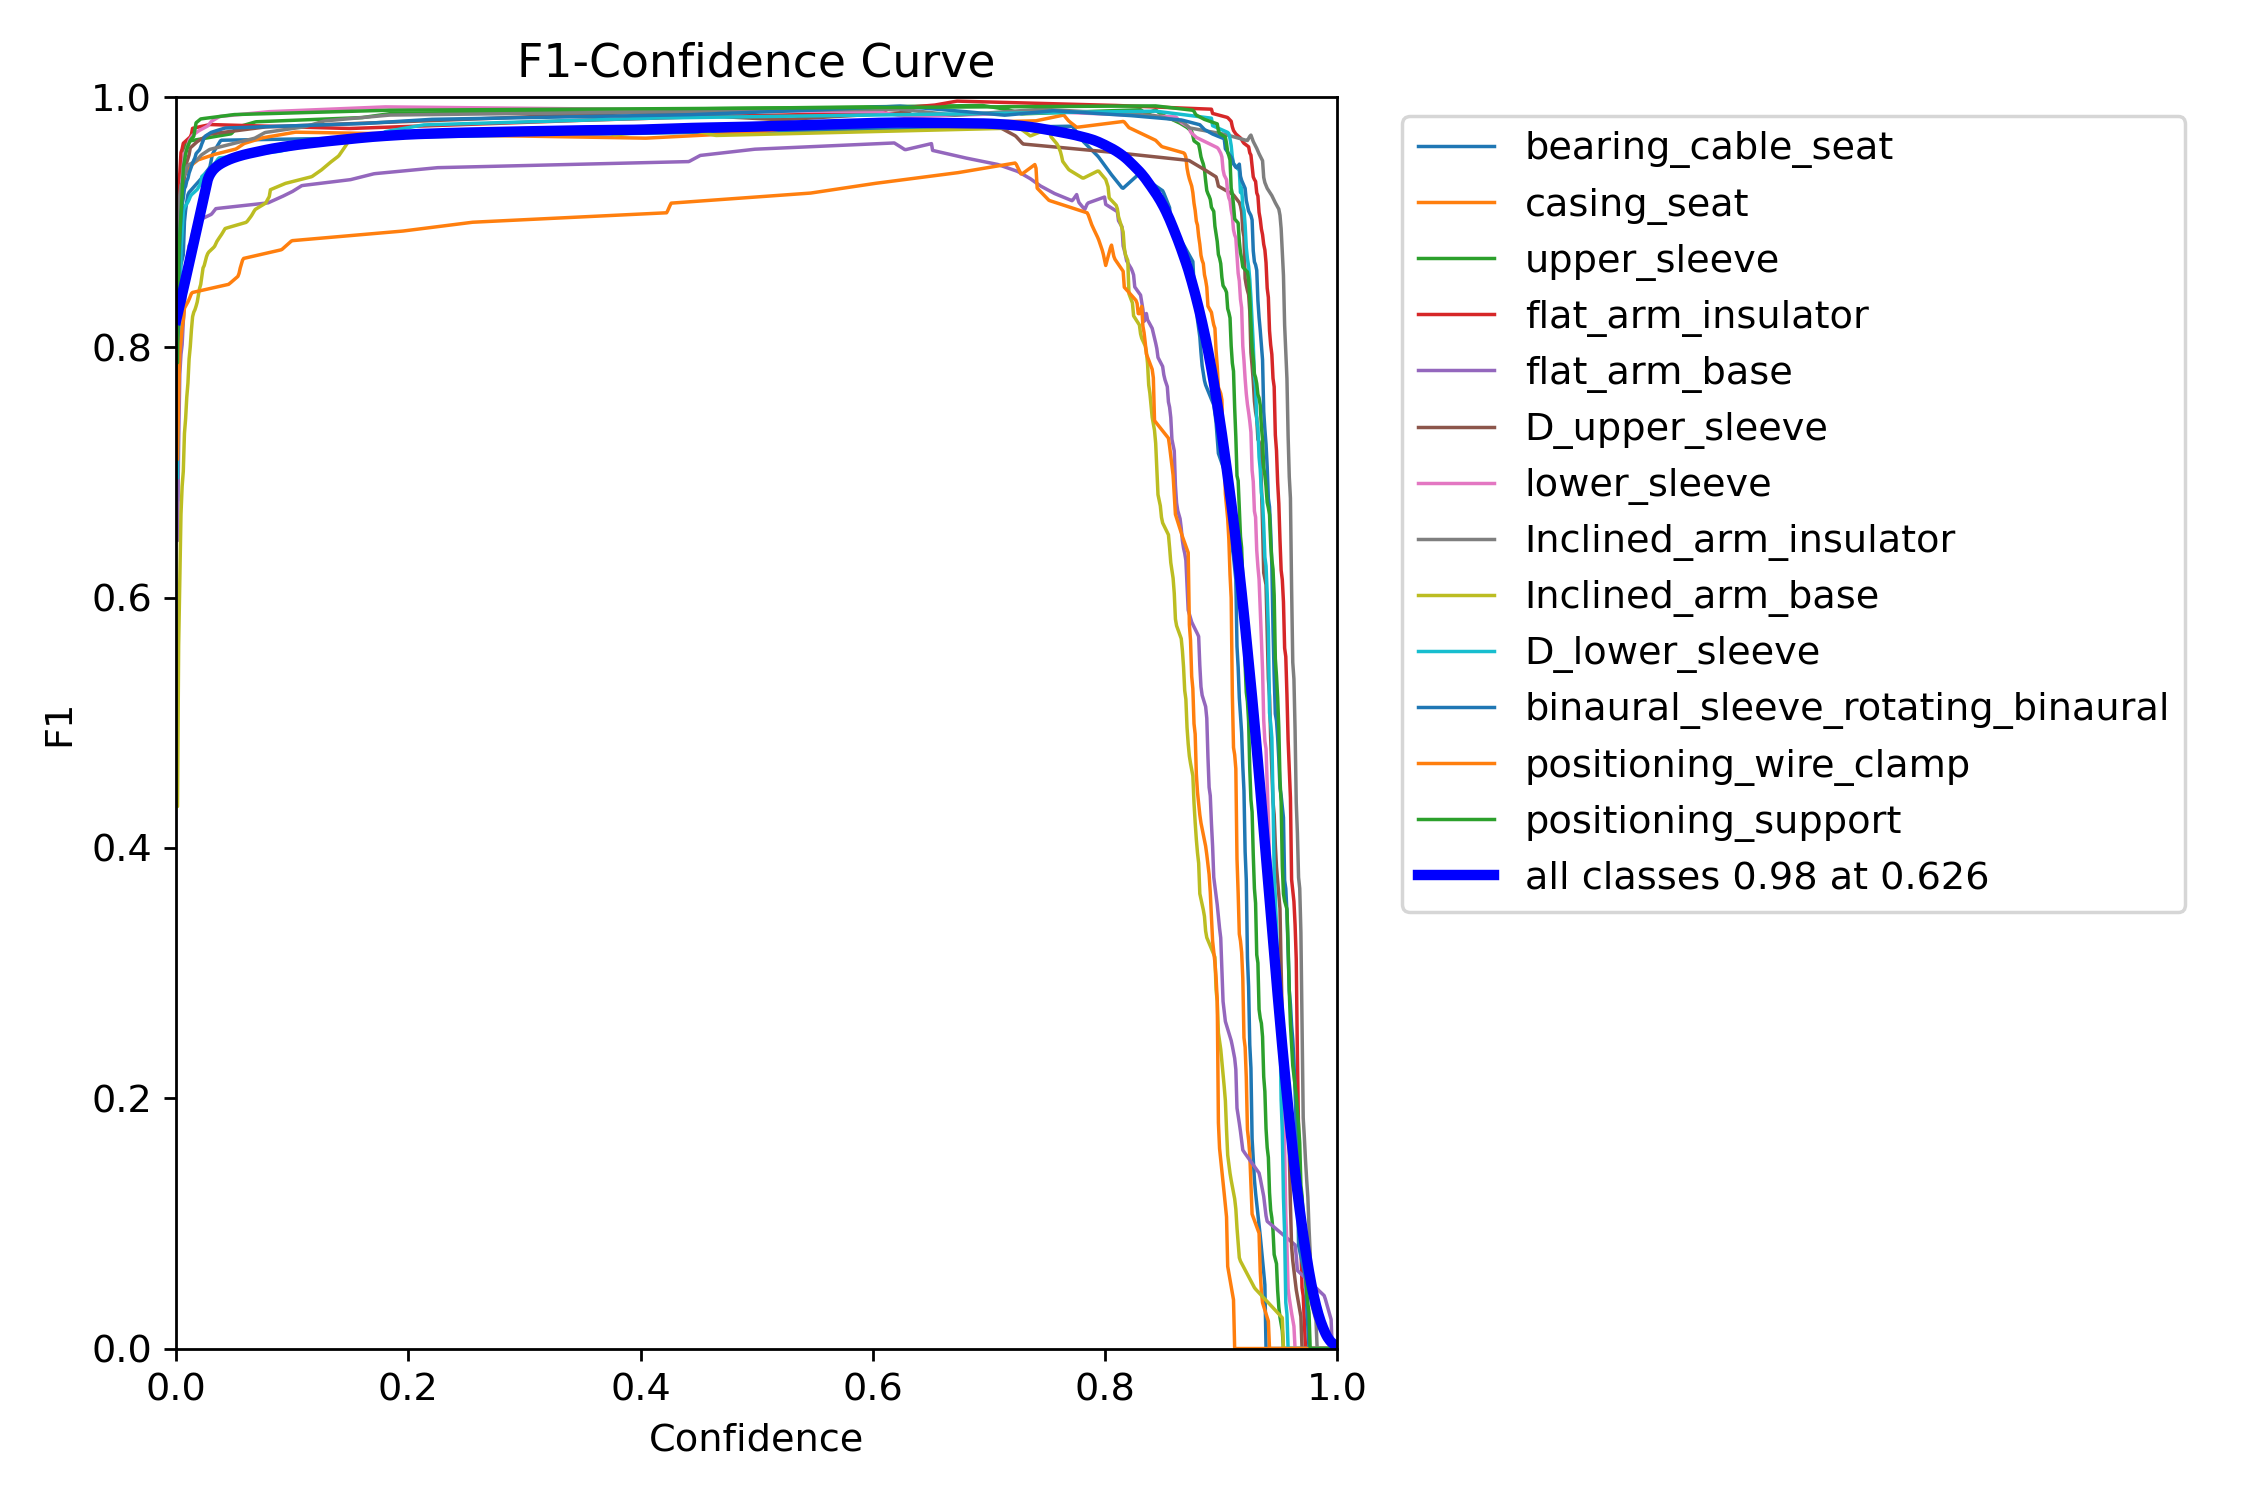 F1-Confidence Curve
1.0
0.8
0.6
0.4
0.2
0.0
F1
0.0 0.2 0.4 0.6 0.8 1.0
Confidence
bearing_cable_seat
casing_seat
upper_sleeve
flat_arm_insulator
flat_arm_base
D_upper_sleeve
lower_sleeve
Inclined_arm_insulator
Inclined_arm_base
D_lower_sleeve
binaural_sleeve_rotating_binaural
positioning_wire_clamp
positioning_support
all classes 0.98 at 0.626